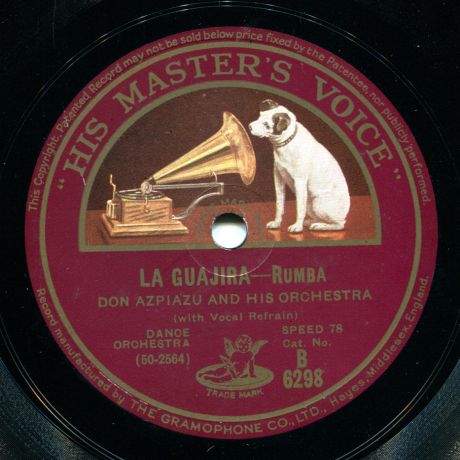 This Copyright Patented Record may not be sold below price fixed by the Patentee, nor publicly performed.
"HIS MASTER'S VOICE"
LA GUAJIRA—RUMBA
DON AZPIAZU AND HIS ORCHESTRA
(with Vocal Refrain)
DANCE ORCHESTRA
(50-2564)
SPEED 78
Cat. No.
B
6298
TRADE MARK.
Record manufactured by THE GRAMOPHONE CO., LTD., Hayes, Middlesex, England.